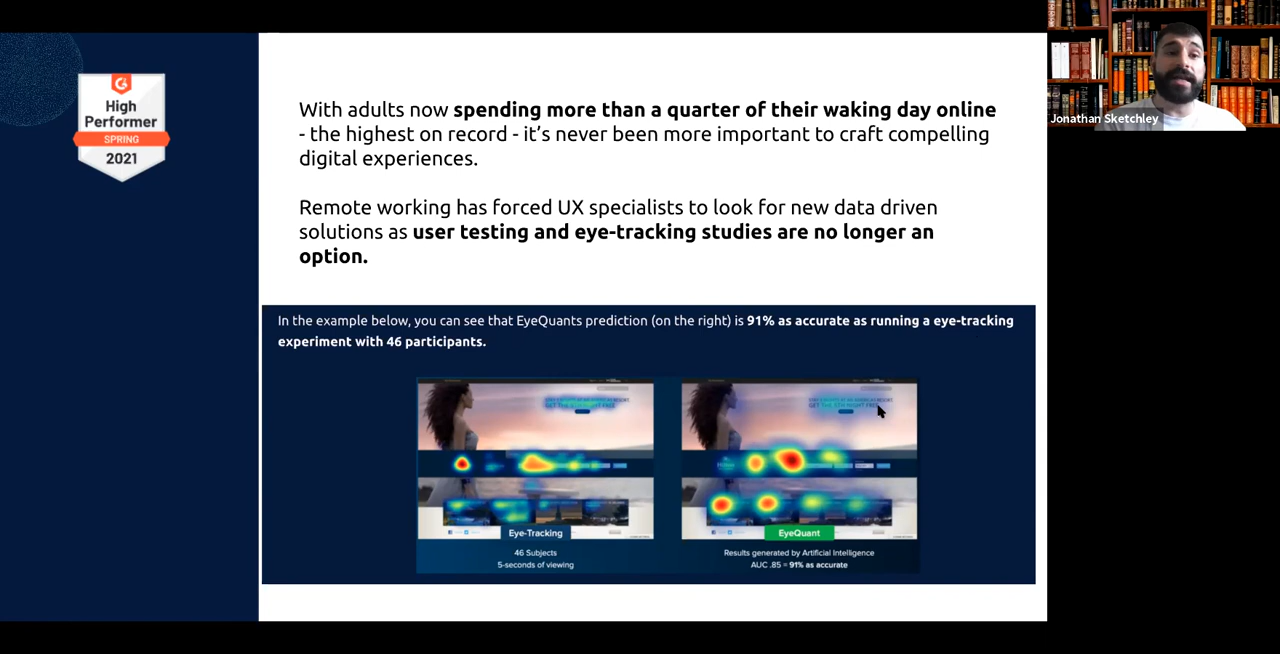 High
Performer
SPRING
2021
With adults now spending more than a quarter of their waking day online
- the highest on record - it's never been more important to craft compelling
digital experiences.
Remote working has forced UX specialists to look for new data driven
solutions as user testing and eye-tracking studies are no longer an
option.
In the example below, you can see that EyeQuants prediction (on the right) is 91% as accurate as running a eye-tracking
experiment with 46 participants.
Eye-Tracking
46 Subjects
5-seconds of viewing
EyeQuant
Results generated by Artificial Intelligence
AUC .85 = 91% as accurate
Jonathan Sketchley